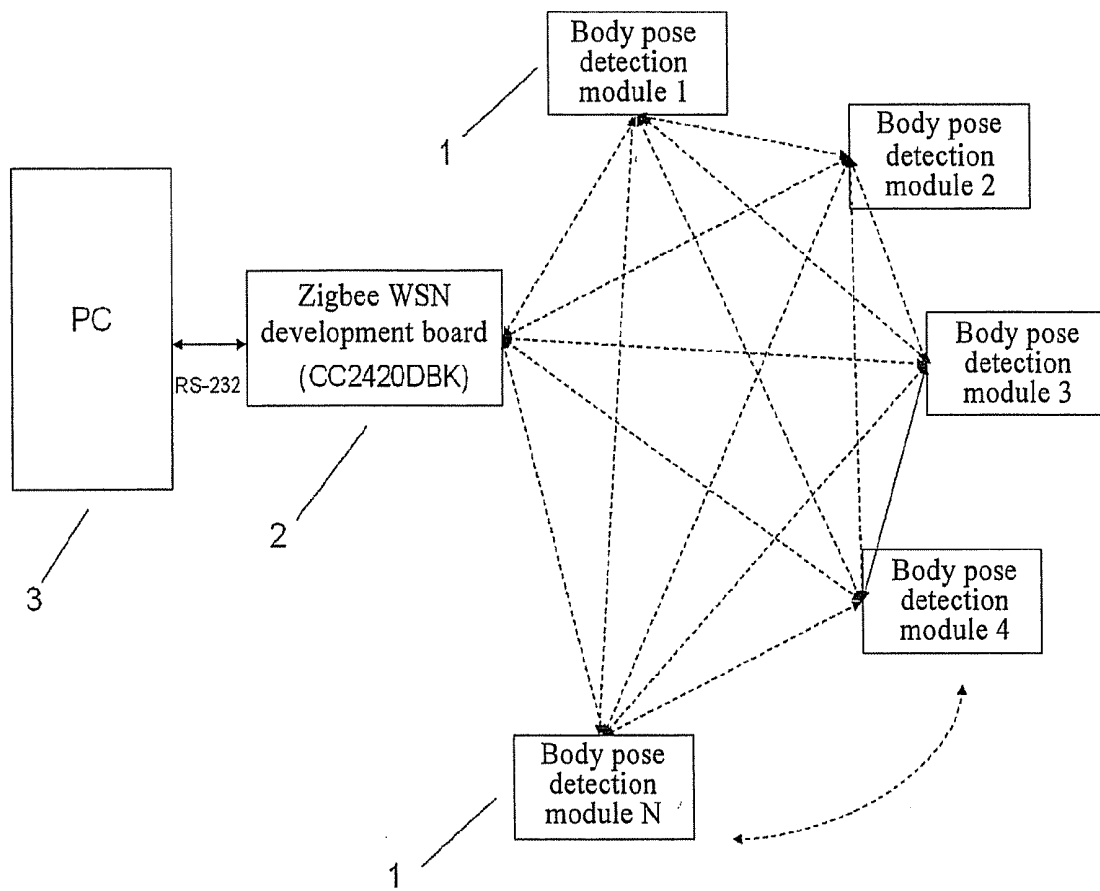 Body pose
detection
module 1
1
Body pose
detection
module 2
PC
RS-232
Zigbee WSN
development board
(CC2420DBK)
Body pose
detection
module 3
2
3
Body pose
detection
module 4
Body pose
detection
module N
1